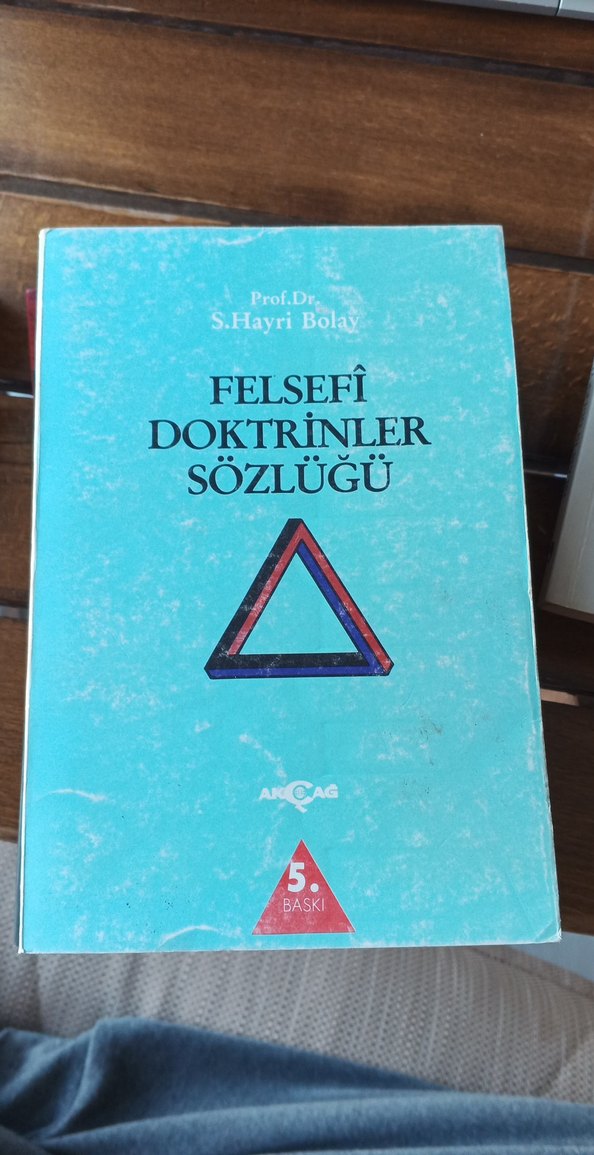 Prof.Dr.
S.Hayri Bolay
FELSEFÎ
DOKTRİNLER
SÖZLÜĞÜ
AKÇAĞ
5.
BASKI